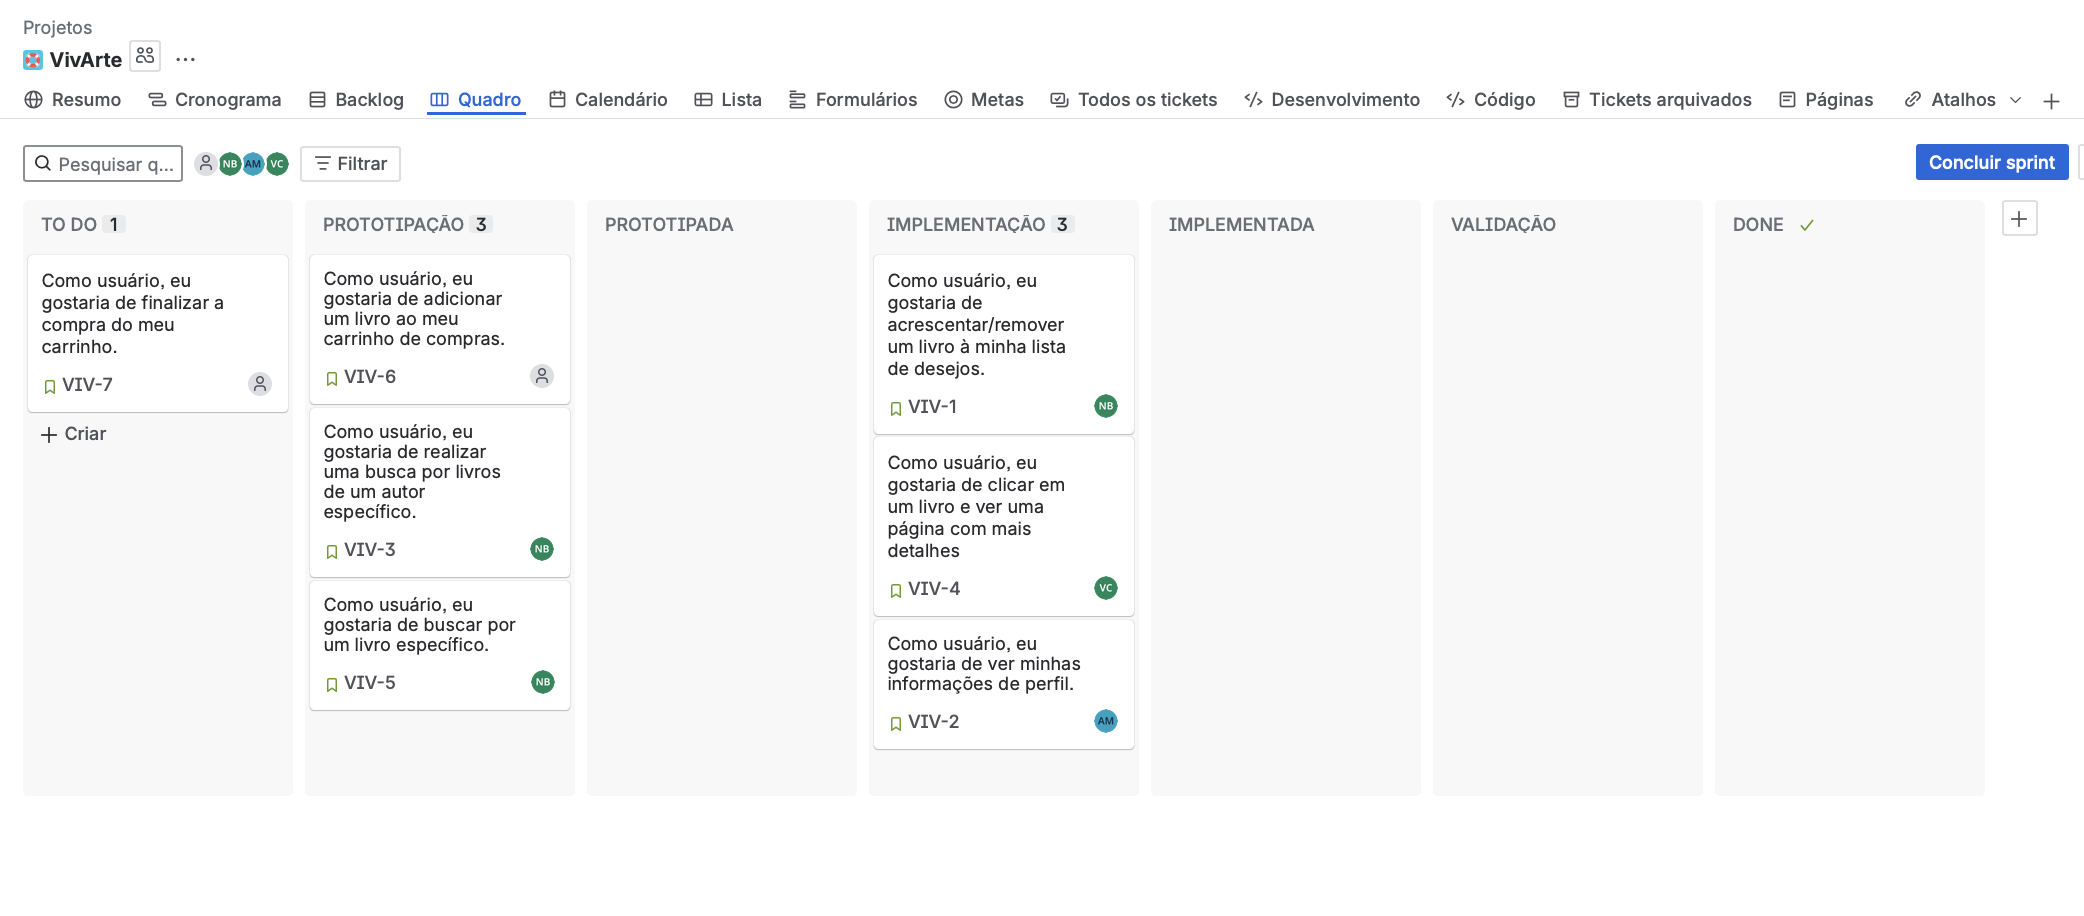 Projetos
VivArte
Resumo Cronograma Backlog Quadro Calendário Lista Formulários Metas Todos os tickets Desenvolvimento Código Tickets arquivados Páginas Atalhos
Pesquisar q... NB AM VC Filtrar Concluir sprint
TO DO 1
Como usuário, eu
gostaria de finalizar a
compra do meu
carrinho.
VIV-7
Criar
PROTOTIPAÇÃO 3
Como usuário, eu
gostaria de adicionar
um livro ao meu
carrinho de compras.
VIV-6
Como usuário, eu
gostaria de realizar
uma busca por livros
de um autor
específico.
VIV-3 NB
Como usuário, eu
gostaria de buscar por
um livro específico.
VIV-5 NB
PROTOTIPADA
IMPLEMENTAÇÃO 3
Como usuário, eu
gostaria de
acrescentar/remover
um livro à minha lista
de desejos.
VIV-1 NB
Como usuário, eu
gostaria de clicar em
um livro e ver uma
página com mais
detalhes
VIV-4 VC
Como usuário, eu
gostaria de ver minhas
informações de perfil.
VIV-2 AM
IMPLEMENTADA
VALIDAÇÃO
DONE